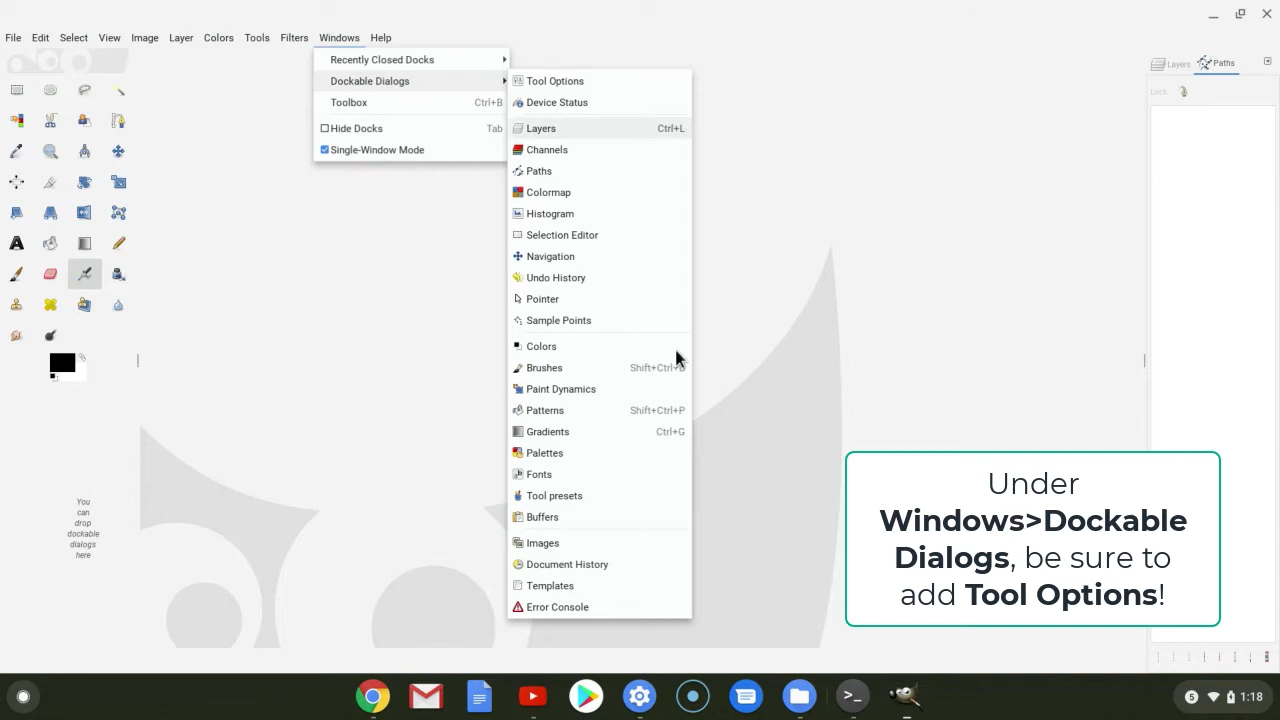 File Edit Select View Image Layer Colors Tools Filters Windows Help
Recently Closed Docks
Dockable Dialogs
Toolbox Ctrl+B
Hide Docks Tab
Single-Window Mode
Tool Options
Device Status
Layers Ctrl+L
Channels
Paths
Colormap
Histogram
Selection Editor
Navigation
Undo History
Pointer
Sample Points
Colors
Brushes Shift+Ctrl+B
Paint Dynamics
Patterns Shift+Ctrl+P
Gradients Ctrl+G
Palettes
Fonts
Tool presets
Buffers
Images
Document History
Templates
Error Console
Layers Paths
Lock:
You
can
drop
dockable
dialogs
here
Under
Windows>Dockable
Dialogs, be sure to
add Tool Options!
5 1:18